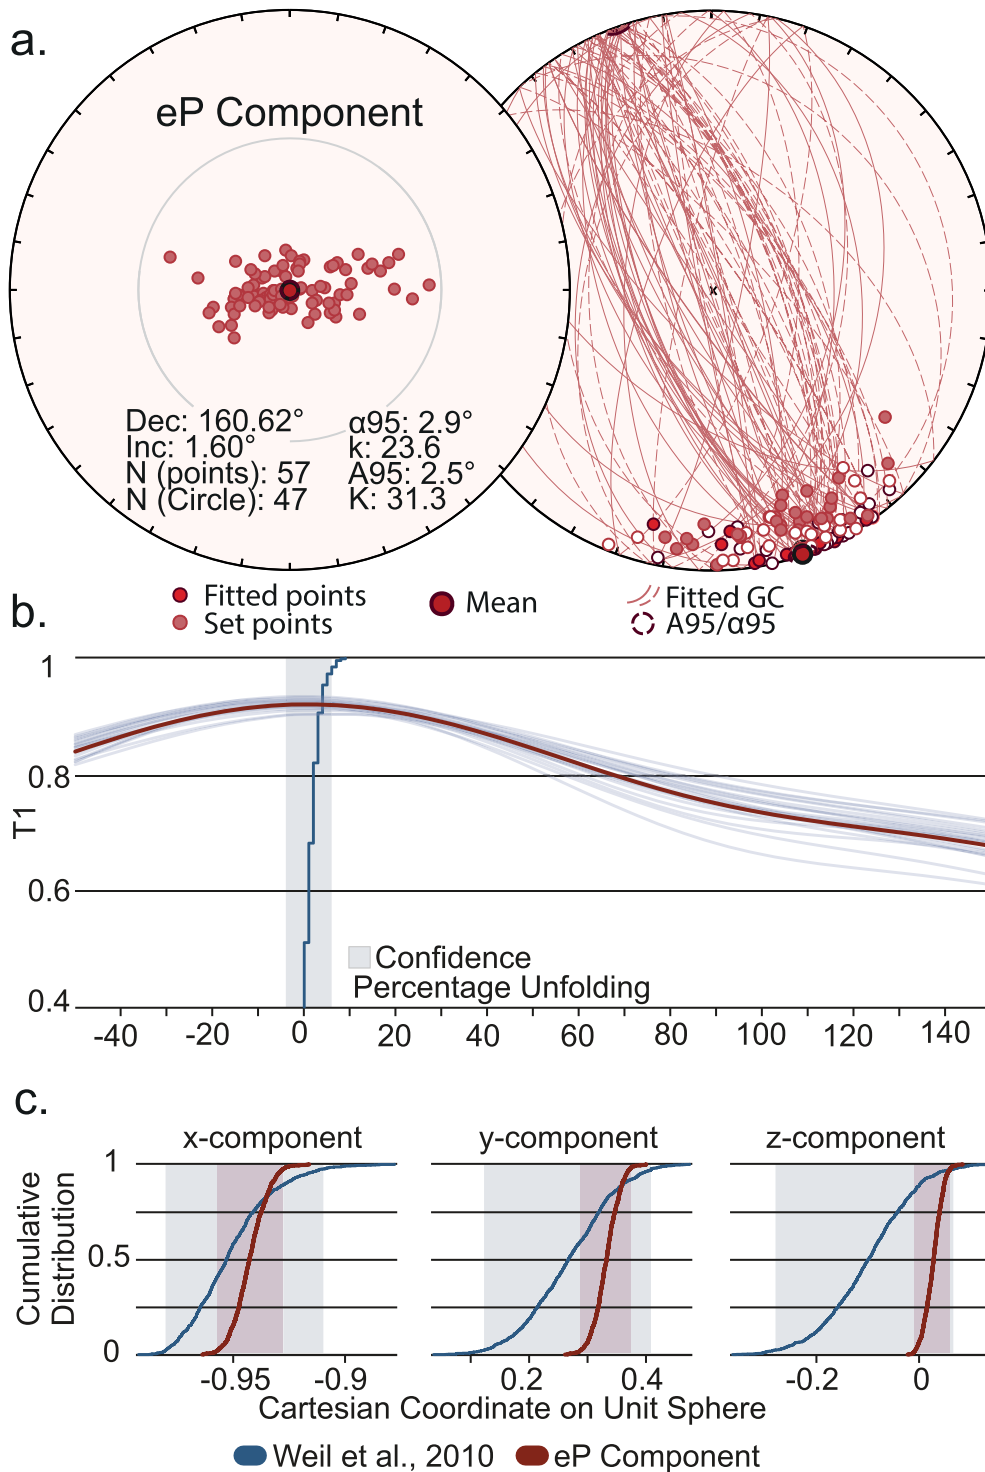 a.
eP Component
Dec: 160.62°
Inc: 1.60°
N (points): 57
N (Circle): 47
α95: 2.9°
k: 23.6
A95: 2.5°
K: 31.3
x
Fitted points
Set points
Mean
Fitted GC
A95/α95
b.
1
0.8
0.6
0.4
T1
Confidence
Percentage Unfolding
-40 -20 0 20 40 60 80 100 120 140
c.
x-component y-component z-component
Cumulative
Distribution
1
0.5
0
-0.95 -0.9 0.2 0.4 -0.2 0
Cartesian Coordinate on Unit Sphere
Weil et al., 2010 eP Component